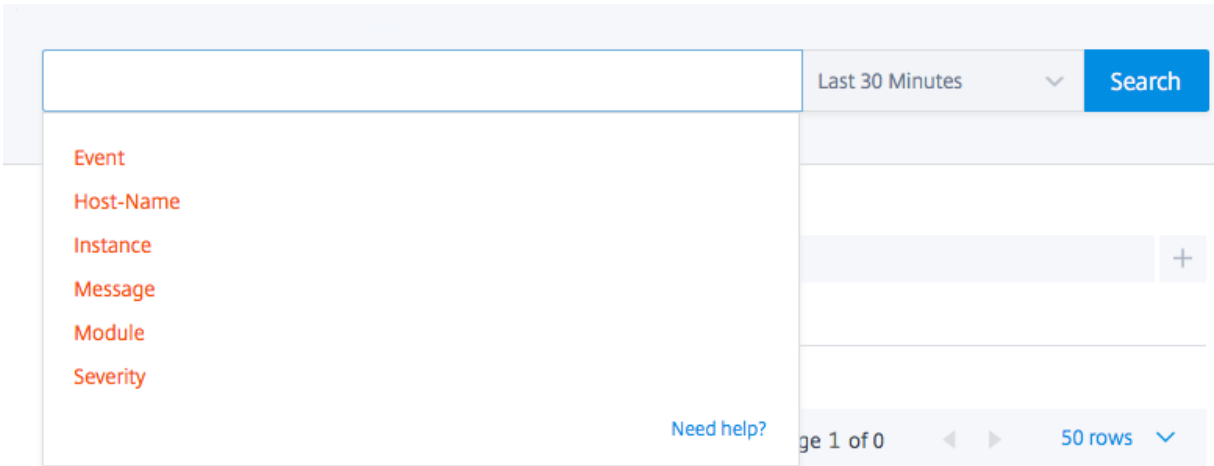 Last 30 Minutes
Search
Event
Host-Name
Instance
Message
Module
Severity
Need help?
ge 1 of 0
50 rows